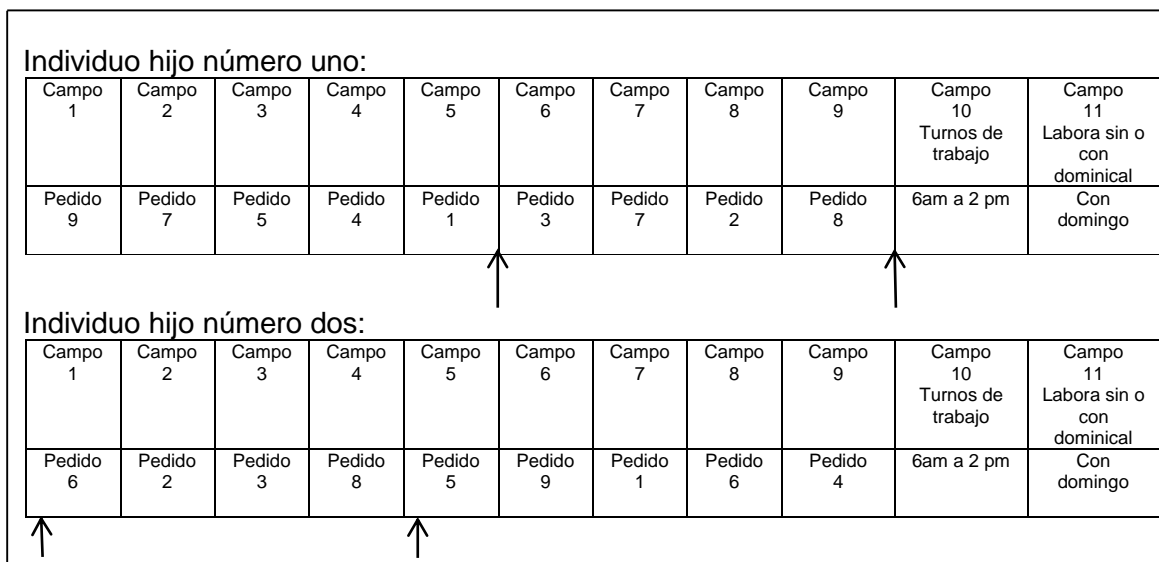 Individuo hijo número uno:
Campo Campo Campo Campo Campo Campo Campo Campo Campo Campo Campo
1 2 3 4 5 6 7 8 9 10 11
Turnos de Labora sin o
trabajo con
dominical
Pedido Pedido Pedido Pedido Pedido Pedido Pedido Pedido Pedido 6am a 2 pm Con
9 7 5 4 1 3 7 2 8 domingo
Individuo hijo número dos:
Campo Campo Campo Campo Campo Campo Campo Campo Campo Campo Campo
1 2 3 4 5 6 7 8 9 10 11
Turnos de Labora sin o
trabajo con
dominical
Pedido Pedido Pedido Pedido Pedido Pedido Pedido Pedido Pedido 6am a 2 pm Con
6 2 3 8 5 9 1 6 4 domingo